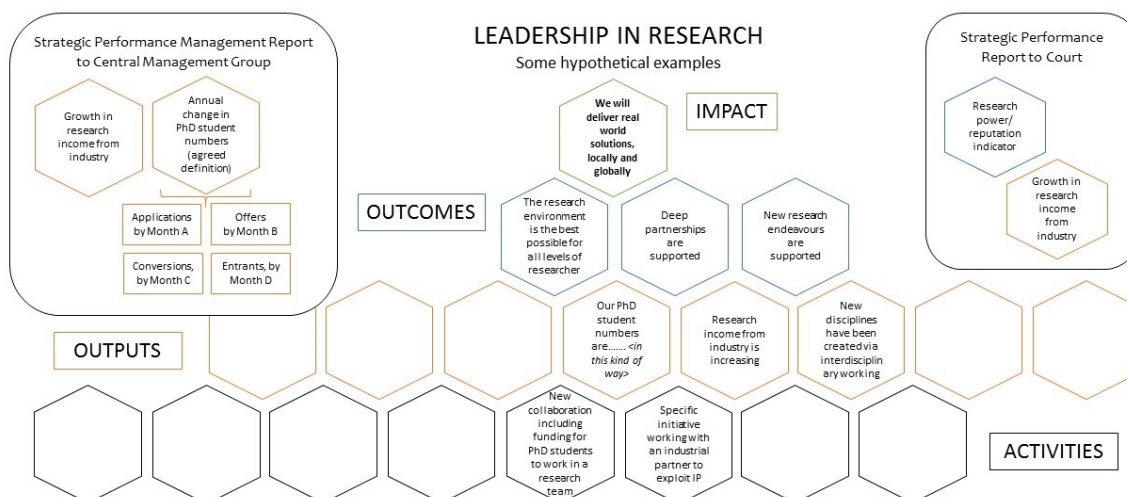 Strategic Performance Management Report
to Central Management Group
Growth in
research
income from
industry
Annual
change in
PhD student
numbers
(agreed
definition)
Applications
by Month A
Offers
by Month B
Conversions,
by Month C
Entrants, by
Month D
LEADERSHIP IN RESEARCH
Some hypothetical examples
We will
deliver real
world
solutions,
locally and
globally
IMPACT
Strategic Performance
Report to Court
Research
power/
reputation
indicator
Growth in
research
income
from
industry
OUTCOMES
The research
environment
is the best
possible for
all levels of
researcher
Deep
partnerships
are
supported
New research
endeavours
are
supported
OUTPUTS
Our PhD
student
numbers
are....... <in
this kind of
way>
Research
income from
industry is
increasing
New
disciplines
have been
created via
interdisciplin
ary working
New
collaboration
including
funding for
PhD students
to work in a
research
team
Specific
initiative
working with
an industrial
partner to
exploit IP
ACTIVITIES